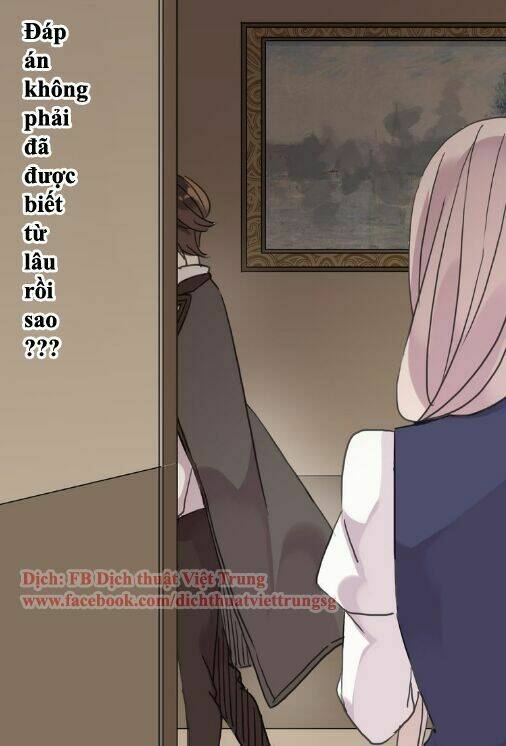 Đáp
án
không
phải
đã
được
biết
từ
lâu
rồi
sao
???
Dịch: FB Dịch thuật Việt Trung
www.facebook.com/dichthuatviettrungsg